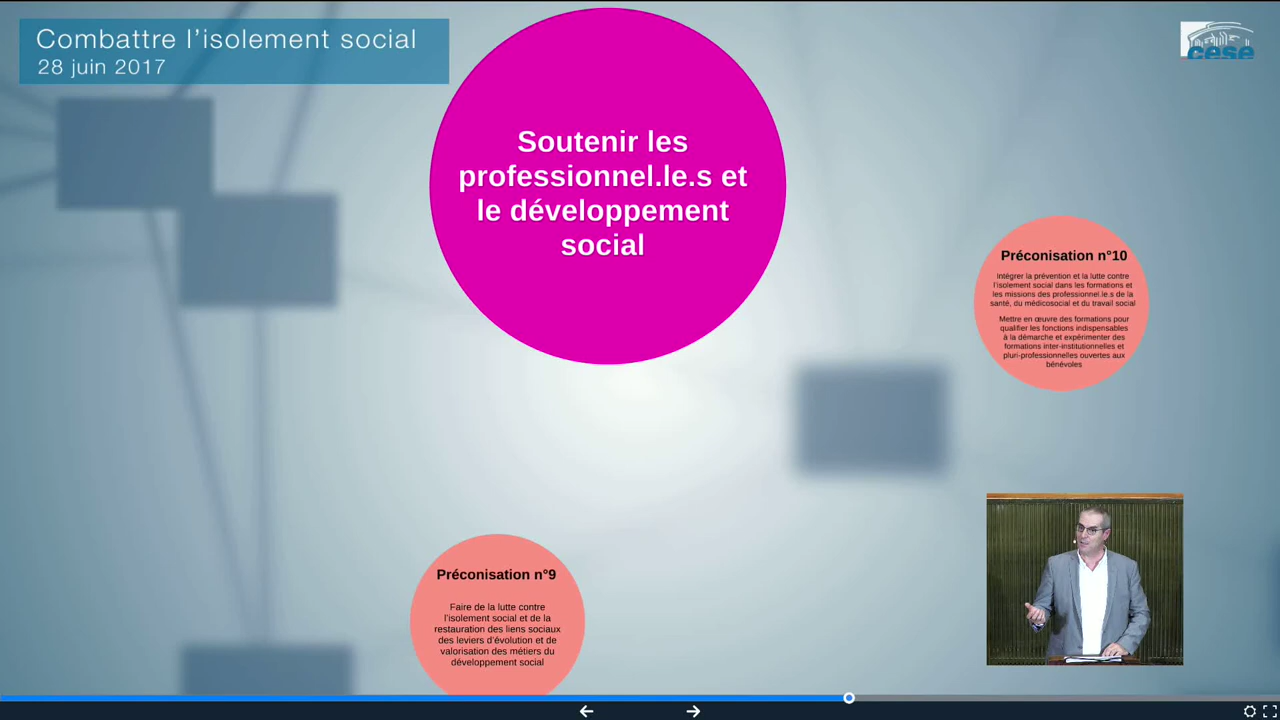 Combattre l'isolement social
28 juin 2017
cese
Soutenir les
professionnel.le.s et
le développement
social
Préconisation n°10
Intégrer la prévention et la lutte contre
l'isolement social dans les formations et
les missions des professionnel.le.s de la
santé, du médicosocial et du travail social
Mettre en œuvre des formations pour
qualifier les fonctions indispensables
à la démarche et expérimenter des
formations inter-institutionnelles et
pluri-professionnelles ouvertes aux
bénévoles
Préconisation n°9
Faire de la lutte contre
l'isolement social et de la
restauration des liens sociaux
des leviers d'évolution et de
valorisation des métiers du
développement social